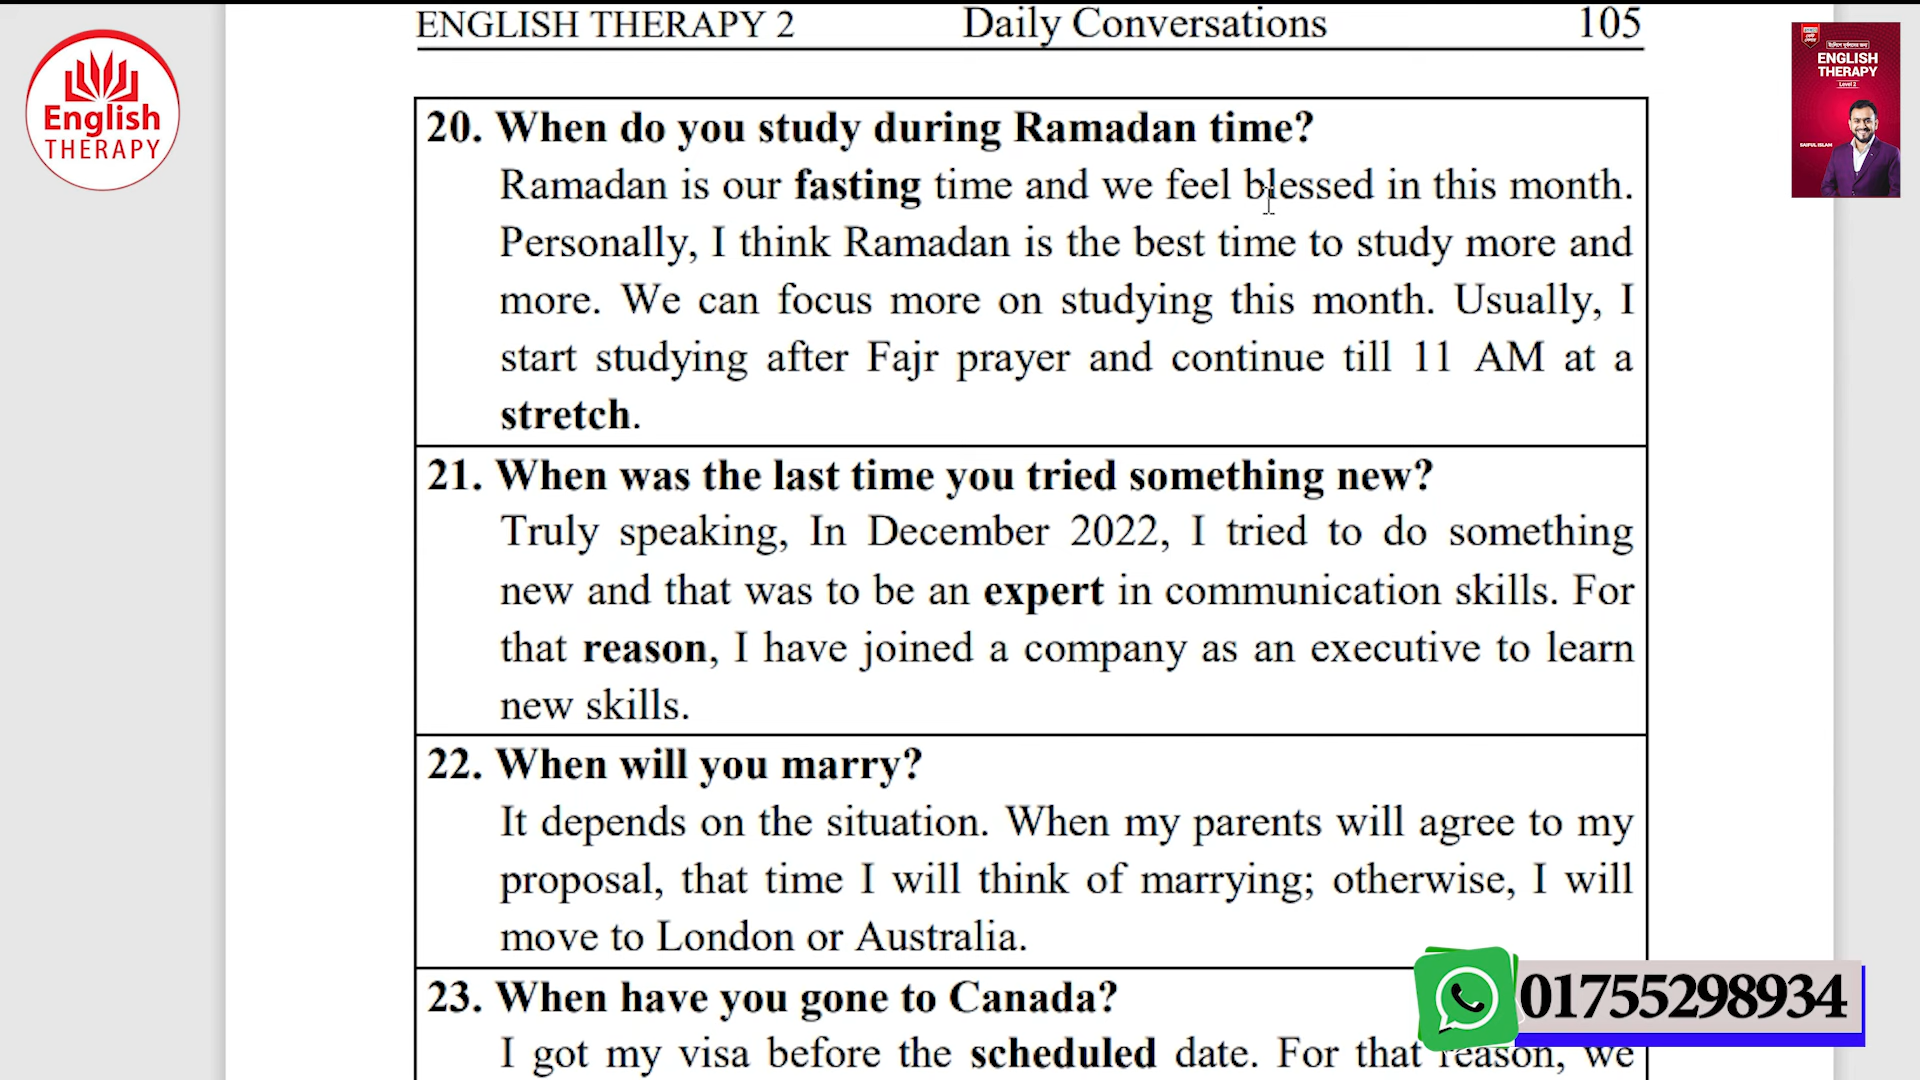 ENGLISH THERAPY 2 Daily Conversations 105
English
THERAPY
ENGLISH
THERAPY
Level 2
SAIFUL ISLAM
20. When do you study during Ramadan time?
Ramadan is our fasting time and we feel blessed in this month.
Personally, I think Ramadan is the best time to study more and
more. We can focus more on studying this month. Usually, I
start studying after Fajr prayer and continue till 11 AM at a
stretch.
21. When was the last time you tried something new?
Truly speaking, In December 2022, I tried to do something
new and that was to be an expert in communication skills. For
that reason, I have joined a company as an executive to learn
new skills.
22. When will you marry?
It depends on the situation. When my parents will agree to my
proposal, that time I will think of marrying; otherwise, I will
move to London or Australia.
23. When have you gone to Canada?
I got my visa before the scheduled date. For that reason, we
01755298934